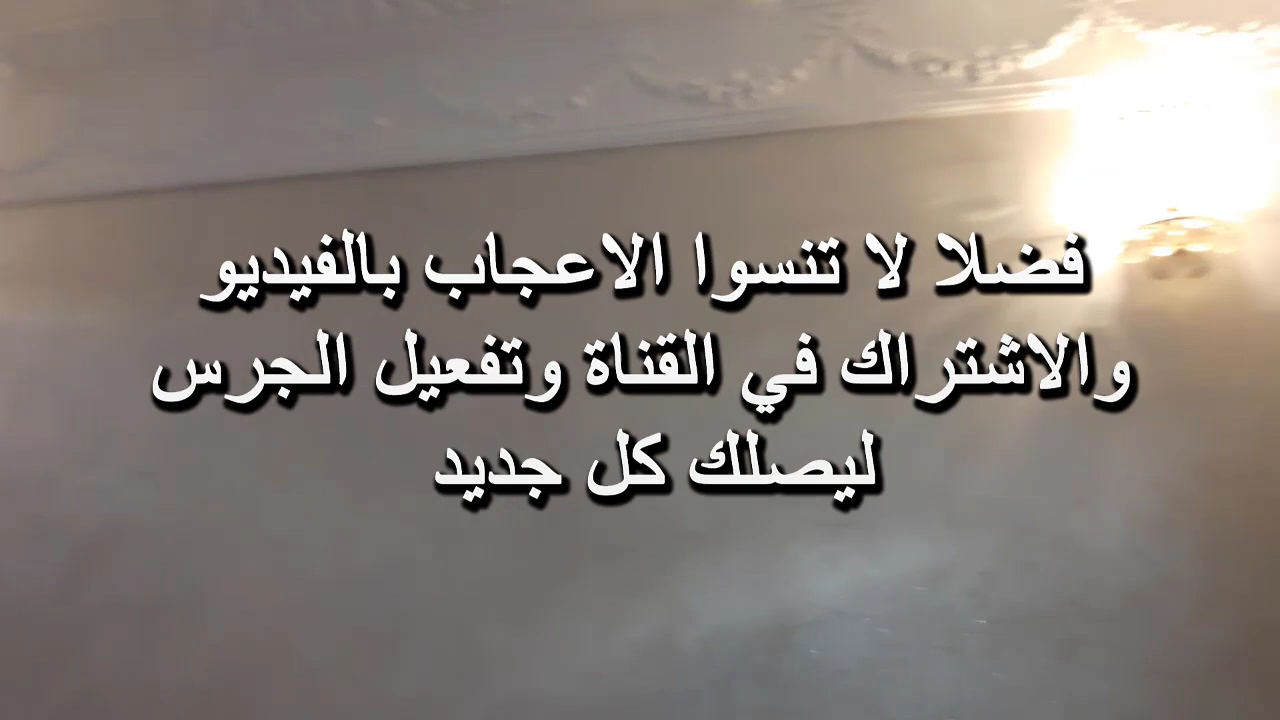 فضلا لا تنسوا الاعجاب بالفيديو
والاشتراك في القناة وتفعيل الجرس
ليصلك كل جديد